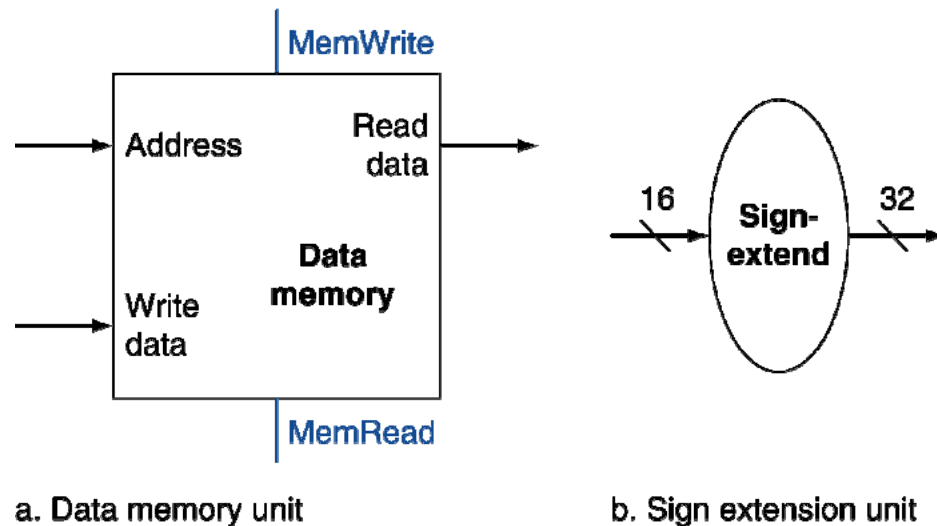 MemWrite
Address
Read
data
Data
memory
Write
data
MemRead
16
Sign-
extend
32
a. Data memory unit
b. Sign extension unit